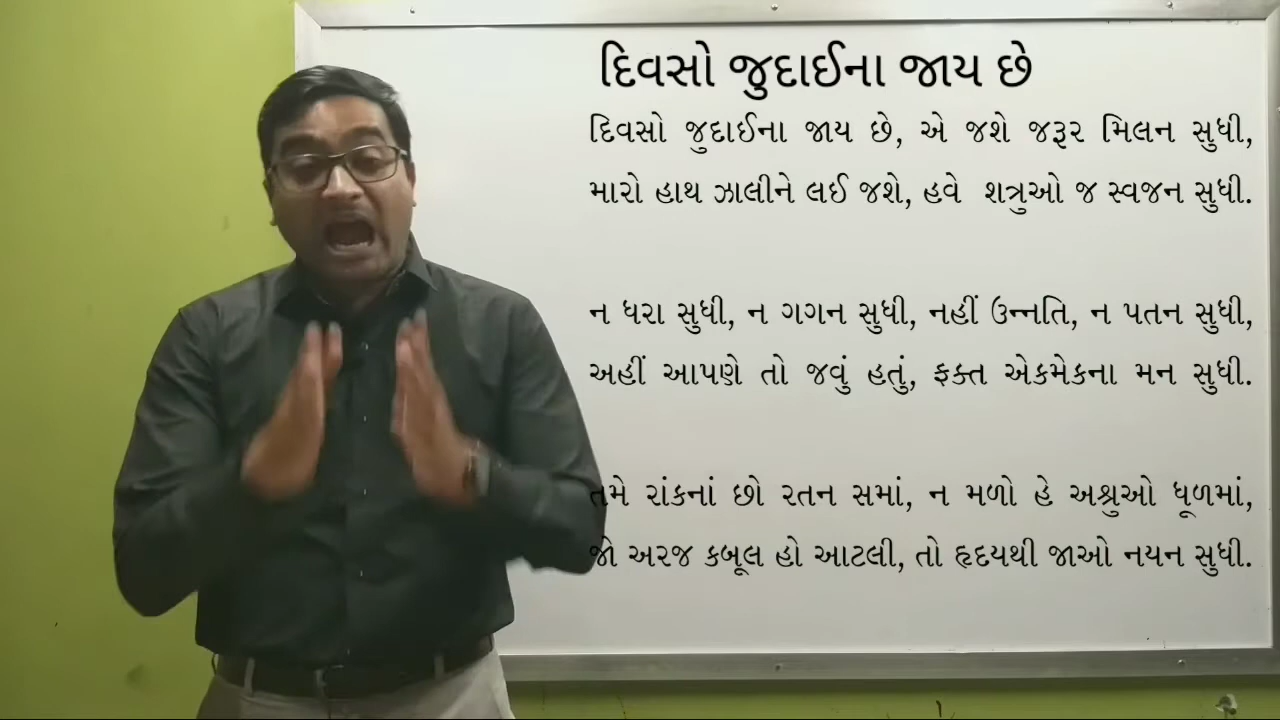 દિવસો જુદાઈના જાય છે
દિવસો જુદાઈના જાય છે, એ જશે જરૂર મિલન સુધી,
મારો હાથ ઝાલીને લઈ જશે, હવે શત્રુઓ જ સ્વજન સુધી.
ન ધરા સુધી, ન ગગન સુધી, નહીં ઉન્નતિ, ન પતન સુધી,
અહીં આપણે તો જવું હતું, ફક્ત એકમેકના મન સુધી.
તમે રાંકનાં છો રતન સમાં, ન મળો હે અશ્રુઓ ધૂળમાં,
જો અરજ કબૂલ હો આટલી, તો હૃદયથી જાઓ નયન સુધી.